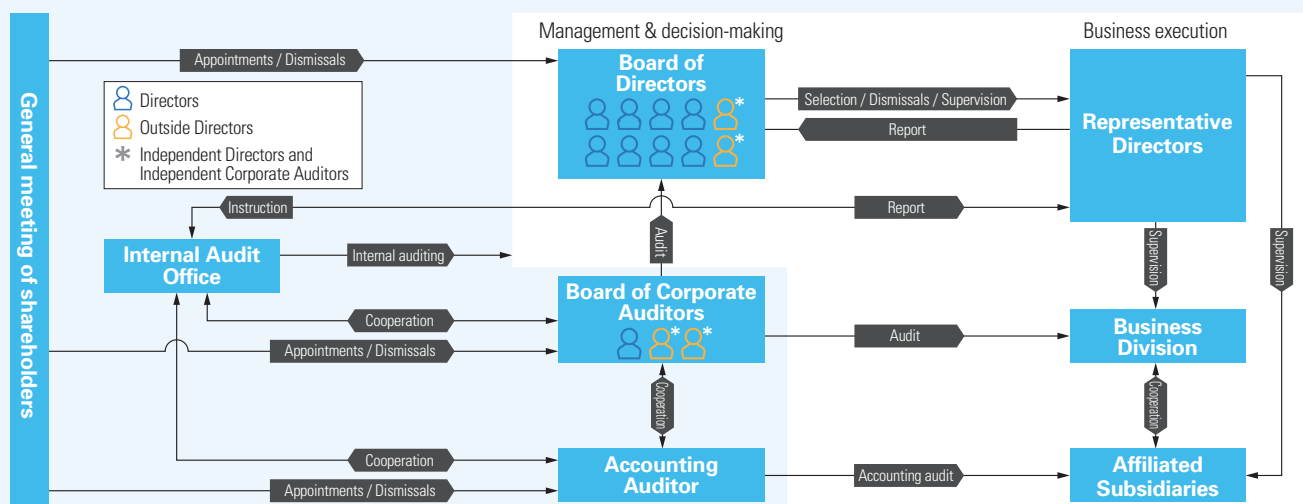 Management & decision-making
Business execution
General meeting of shareholders
Appointments / Dismissals
Board of
Directors
*
*
Selection / Dismissals / Supervision
Report
Representative
Directors
Directors
Outside Directors
* Independent Directors and
Independent Corporate Auditors
Instruction
Report
Internal Audit
Office
Internal auditing
Audit
Supervision
Supervision
Board of Corporate
Auditors
*
*
Cooperation
Appointments / Dismissals
Audit
Business
Division
Cooperation
Cooperation
Cooperation
Accounting
Auditor
Accounting audit
Affiliated
Subsidiaries
Appointments / Dismissals